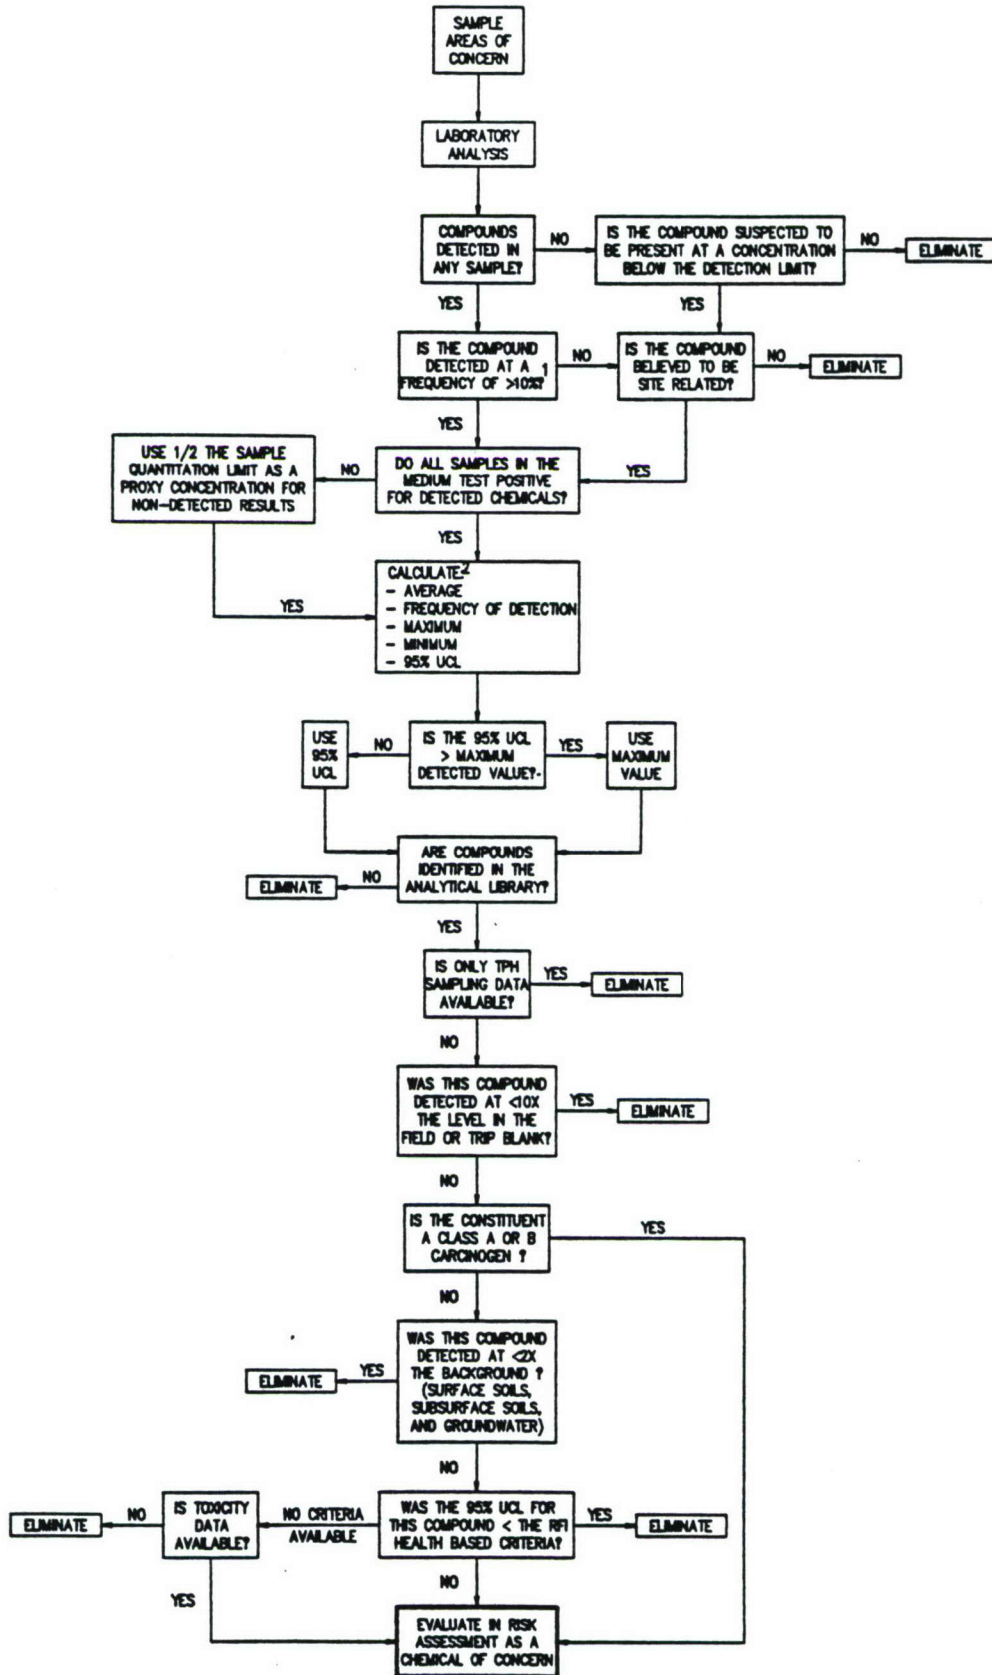 SAMPLE
AREAS OF
CONCERN
LABORATORY
ANALYSIS
COMPOUNDS
DETECTED IN
ANY SAMPLE?
NO
IS THE COMPOUND SUSPECTED TO
BE PRESENT AT A CONCENTRATION
BELOW THE DETECTION LIMIT?
NO
ELIMINATE
YES
YES
IS THE COMPOUND
DETECTED AT A
FREQUENCY OF >10%? 1
NO
IS THE COMPOUND
BELIEVED TO BE
SITE RELATED?
NO
ELIMINATE
YES
YES
USE 1/2 THE SAMPLE
QUANTITATION LIMIT AS A
PROXY CONCENTRATION FOR
NON-DETECTED RESULTS
NO
DO ALL SAMPLES IN THE
MEDIUM TEST POSITIVE
FOR DETECTED CHEMICALS?
YES
YES
CALCULATE:2
- AVERAGE
- FREQUENCY OF DETECTION
- MAXIMUM
- MINIMUM
- 95% UCL
USE
95%
UCL
NO
IS THE 95% UCL
> MAXIMUM
DETECTED VALUE?-
YES
USE
MAXIMUM
VALUE
ARE COMPOUNDS
IDENTIFIED IN THE
ANALYTICAL LIBRARY?
NO
ELIMINATE
YES
IS ONLY TPH
SAMPLING DATA
AVAILABLE?
YES
ELIMINATE
NO
WAS THIS COMPOUND
DETECTED AT <10X
THE LEVEL IN THE
FIELD OR TRIP BLANK?
YES
ELIMINATE
NO
IS THE CONSTITUENT
A CLASS A OR B
CARCINOGEN ?
YES
NO
WAS THIS COMPOUND
DETECTED AT <2X
THE BACKGROUND ?
(SURFACE SOILS,
SUBSURFACE SOILS,
AND GROUNDWATER)
YES
ELIMINATE
NO
WAS THE 95% UCL FOR
THIS COMPOUND < THE RFI
HEALTH BASED CRITERIA?
YES
ELIMINATE
NO CRITERIA
AVAILABLE
IS TOXICITY
DATA
AVAILABLE?
NO
ELIMINATE
YES
NO
EVALUATE IN RISK
ASSESSMENT AS A
CHEMICAL OF CONCERN